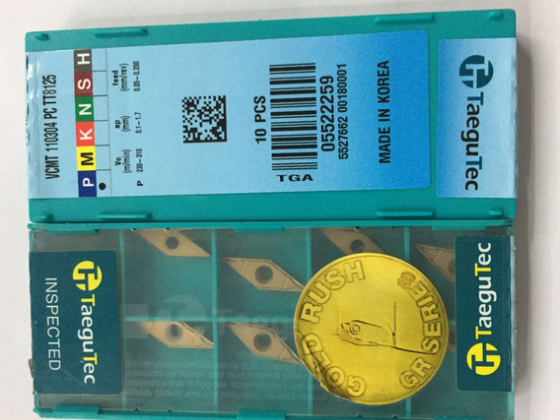 VCMT 110304 PC TT8125
P M K N S H
Vc ap feed
(m/min) (mm) (mm/rev)
P 230-310 0.1-1.7 0.05-0.200
10 PCS
TGA
05522259
5527662 00180001
MADE IN KOREA
TaeguTec
TaeguTec
INSPECTED
GOLD RUSH
GR SERIES
TaeguTec